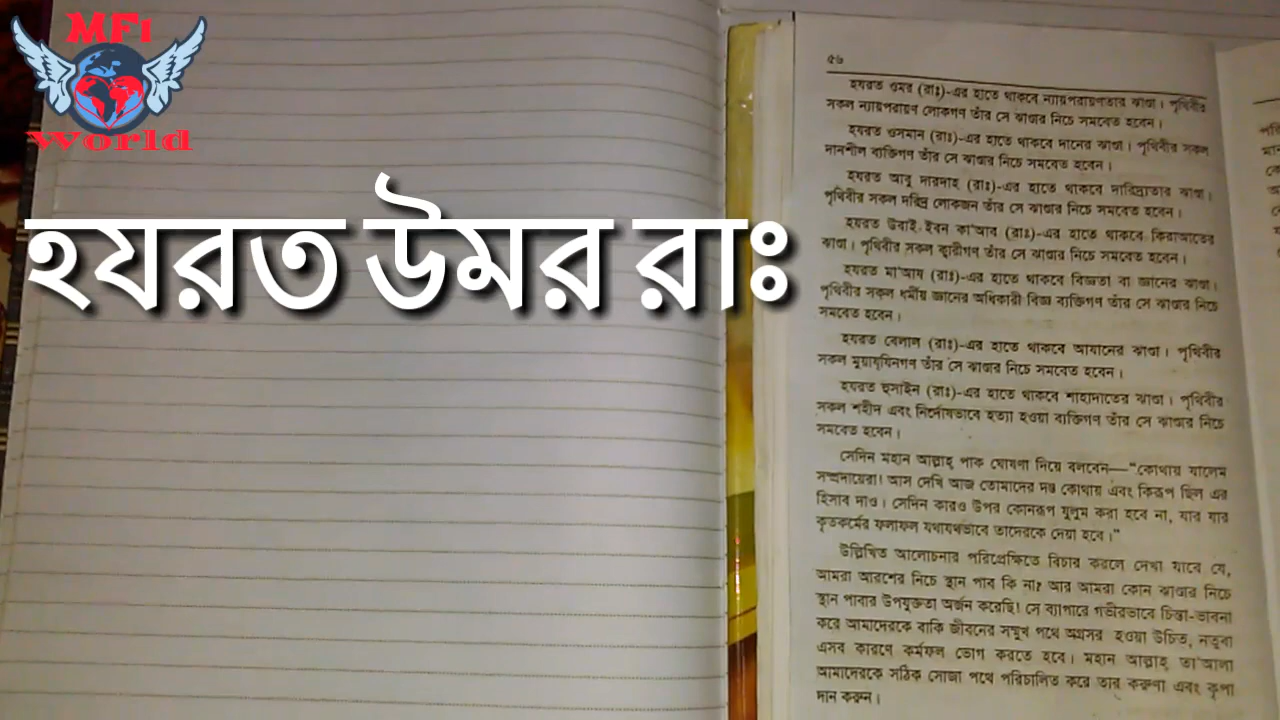 MF1
World
হযরত উমর রাঃ
৫৬
হযরত ওমর (রাঃ)-এর হাতে থাকবে ন্যায়পরায়ণতার ঝাণ্ডা। পৃথিবীর
সকল ন্যায়পরায়ণ লোকগণ তাঁর সে ঝাণ্ডার নিচে সমবেত হবেন।
হযরত ওসমান (রাঃ)-এর হাতে থাকবে দানের ঝাণ্ডা। পৃথিবীর সকল
দানশীল ব্যক্তিগণ তাঁর সে ঝাণ্ডার নিচে সমবেত হবেন।
হযরত আবু দারদাহ (রাঃ)-এর হাতে থাকবে দারিদ্র্যতার ঝাণ্ডা।
পৃথিবীর সকল দরিদ্র লোকজন তাঁর সে ঝাণ্ডার নিচে সমবেত হবেন।
হযরত উবাই ইবন কা'আব (রাঃ)-এর হাতে থাকবে কিরাআতের
ঝাণ্ডা। পৃথিবীর সকল ক্বারীগণ তাঁর সে ঝাণ্ডার নিচে সমবেত হবেন।
হযরত মা'আয (রাঃ)-এর হাতে থাকবে বিজ্ঞতা বা জ্ঞানের ঝাণ্ডা।
পৃথিবীর সকল ধর্মীয় জ্ঞানের অধিকারী বিজ্ঞ ব্যক্তিগণ তাঁর সে ঝাণ্ডার নিচে
সমবেত হবেন।
হযরত বেলাল (রাঃ)-এর হাতে থাকবে আযানের ঝাণ্ডা। পৃথিবীর
সকল মুয়াযযিনগণ তাঁর সে ঝাণ্ডার নিচে সমবেত হবেন।
হযরত হুসাইন (রাঃ)-এর হাতে থাকবে শাহাদাতের ঝাণ্ডা। পৃথিবীর
সকল শহীদ এবং নির্দোষভাবে হত্যা হওয়া ব্যক্তিগণ তাঁর সে ঝাণ্ডার নিচে
সমবেত হবেন।
সেদিন মহান আল্লাহ্ পাক ঘোষণা দিয়ে বলবেন—"কোথায় যালেম
সম্প্রদায়েরা! আস দেখি আজ তোমাদের দম্ভ কোথায় এবং কিরূপ ছিল এর
হিসাব দাও। সেদিন কারও উপর কোনরূপ যুলুম করা হবে না, যার যার
কৃতকর্মের ফলাফল যথাযথভাবে তাদেরকে দেয়া হবে।"
উল্লিখিত আলোচনার পরিপ্রেক্ষিতে বিচার করলে দেখা যাবে যে,
আমরা আরশের নিচে স্থান পাব কি না? আর আমরা কোন ঝাণ্ডার নিচে
স্থান পাবার উপযুক্ততা অর্জন করেছি! সে ব্যাপারে গভীরভাবে চিন্তা-ভাবনা
করে আমাদেরকে বাকি জীবনের সম্মুখ পথে অগ্রসর হওয়া উচিত, নতুবা
এসব কারণে কর্মফল ভোগ করতে হবে। মহান আল্লাহ্ তা'আলা
আমাদেরকে সঠিক সোজা পথে পরিচালিত করে তার করুণা এবং কৃপা
দান করুন।